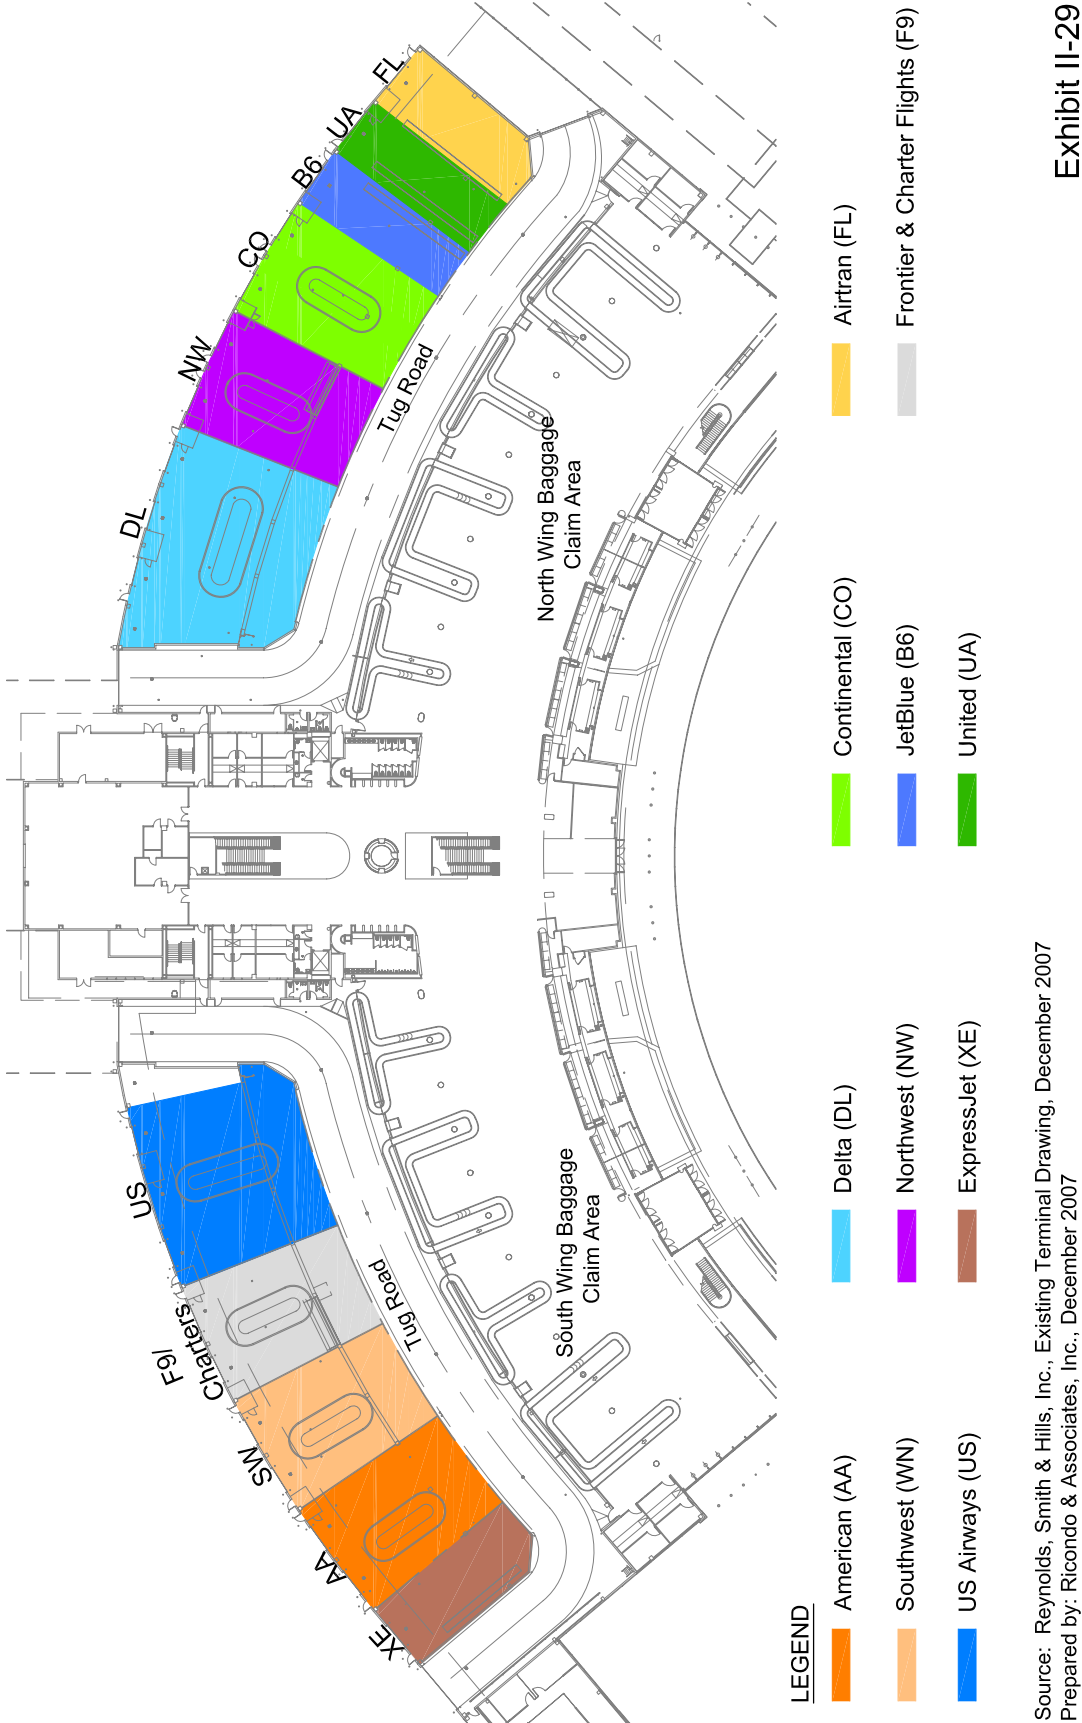 XE
AA
SW
F9/
Charters
US
DL
NW
CO
B6
UA
FL
Tug Road
Tug Road
South Wing Baggage
Claim Area
North Wing Baggage
Claim Area
LEGEND
American (AA)
Delta (DL)
Continental (CO)
Airtran (FL)
Southwest (WN)
Northwest (NW)
JetBlue (B6)
Frontier & Charter Flights (F9)
US Airways (US)
ExpressJet (XE)
United (UA)
Source:  Reynolds, Smith & Hills, Inc., Existing Terminal Drawing, December 2007
Prepared by: Ricondo & Associates, Inc., December 2007
Exhibit II-29